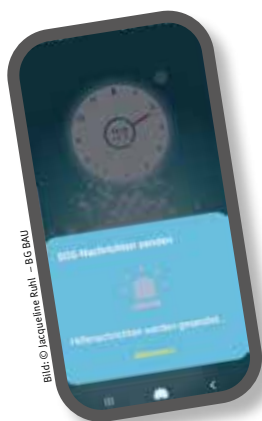 SOS-Nachrichten senden
Hilfenachrichten werden gesendet...
Bild: © Jacqueline Ruhl – BG BAU